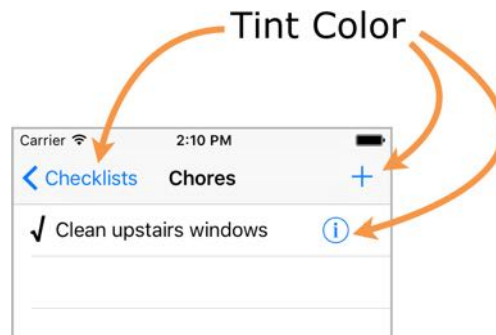 Tint Color
Carrier 2:10 PM
Checklists Chores +
√ Clean upstairs windows i